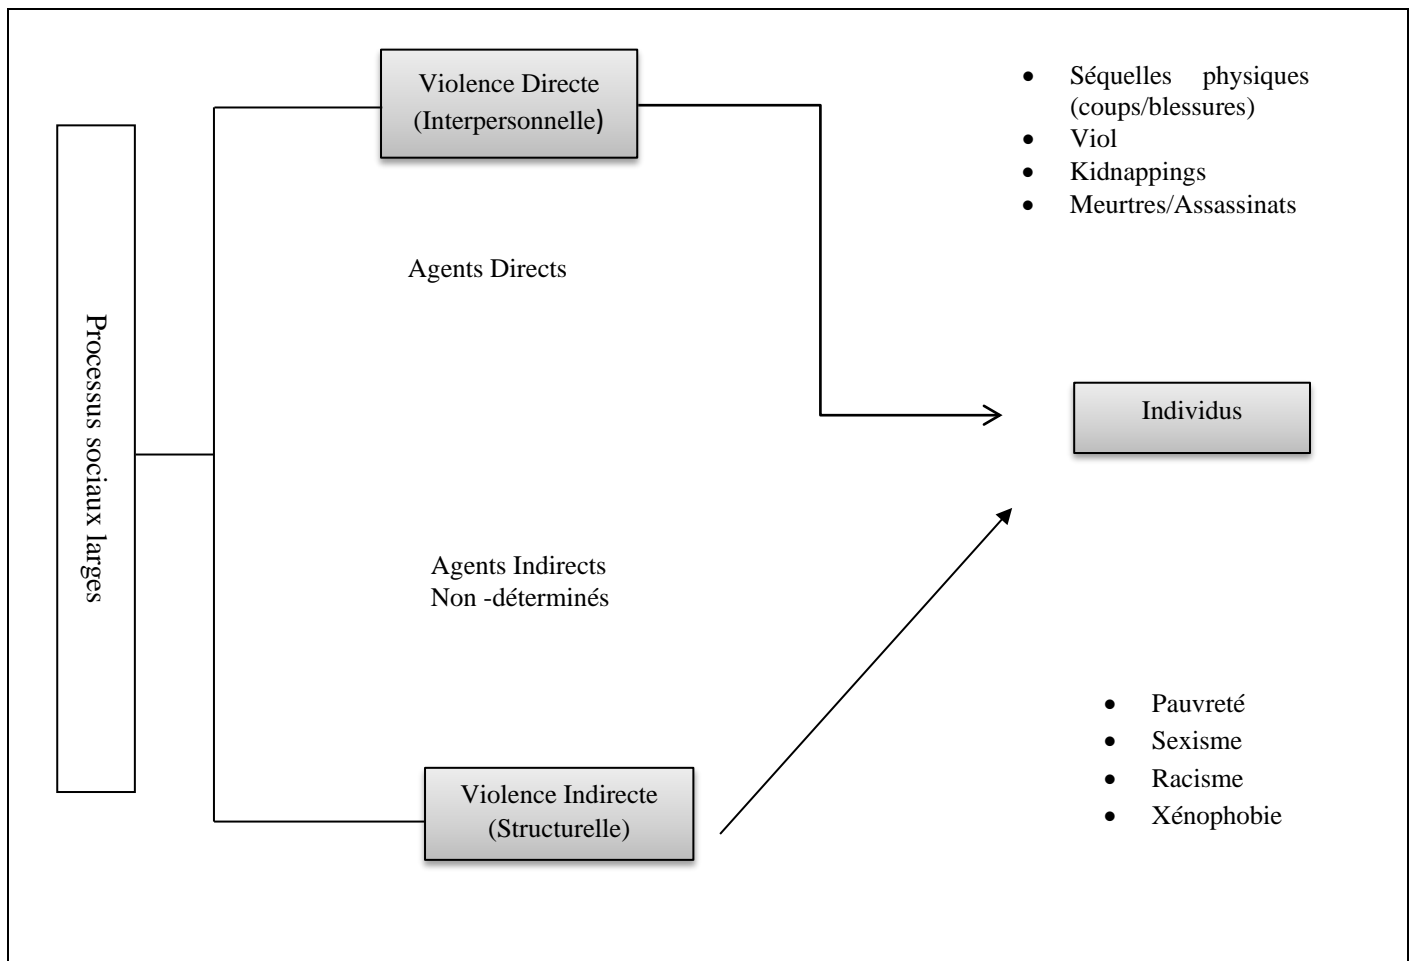 Violence Directe
(Interpersonnelle)
• Séquelles physiques
(coups/blessures)
• Viol
• Kidnappings
• Meurtres/Assassinats
Agents Directs
Processus sociaux larges
Individus
Agents Indirects
Non -déterminés
Violence Indirecte
(Structurelle)
• Pauvreté
• Sexisme
• Racisme
• Xénophobie